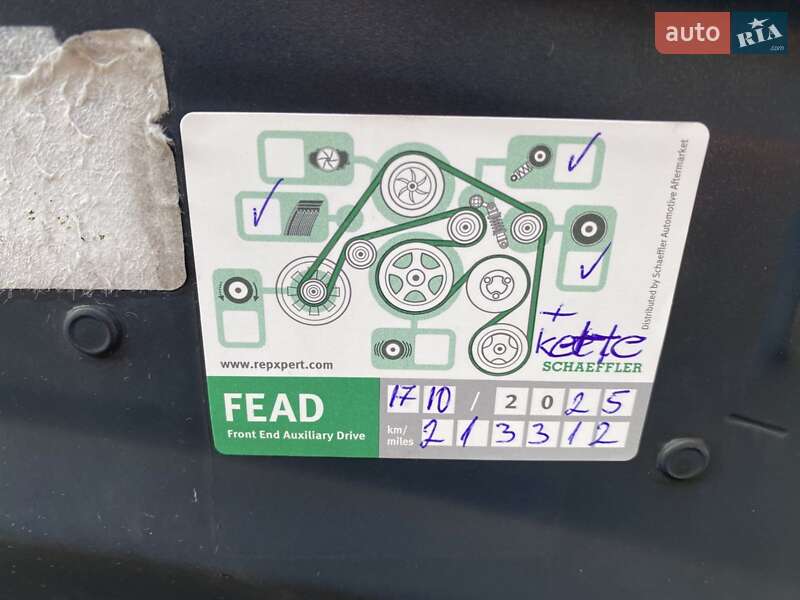 auto RIA .com
✓
✓
✓
Distributed by Schaeffler Automotive Aftermarket
+
kette
www.repxpert.com
SCHAEFFLER
FEAD
Front End Auxiliary Drive
17 10 / 2025
km/
miles
213312